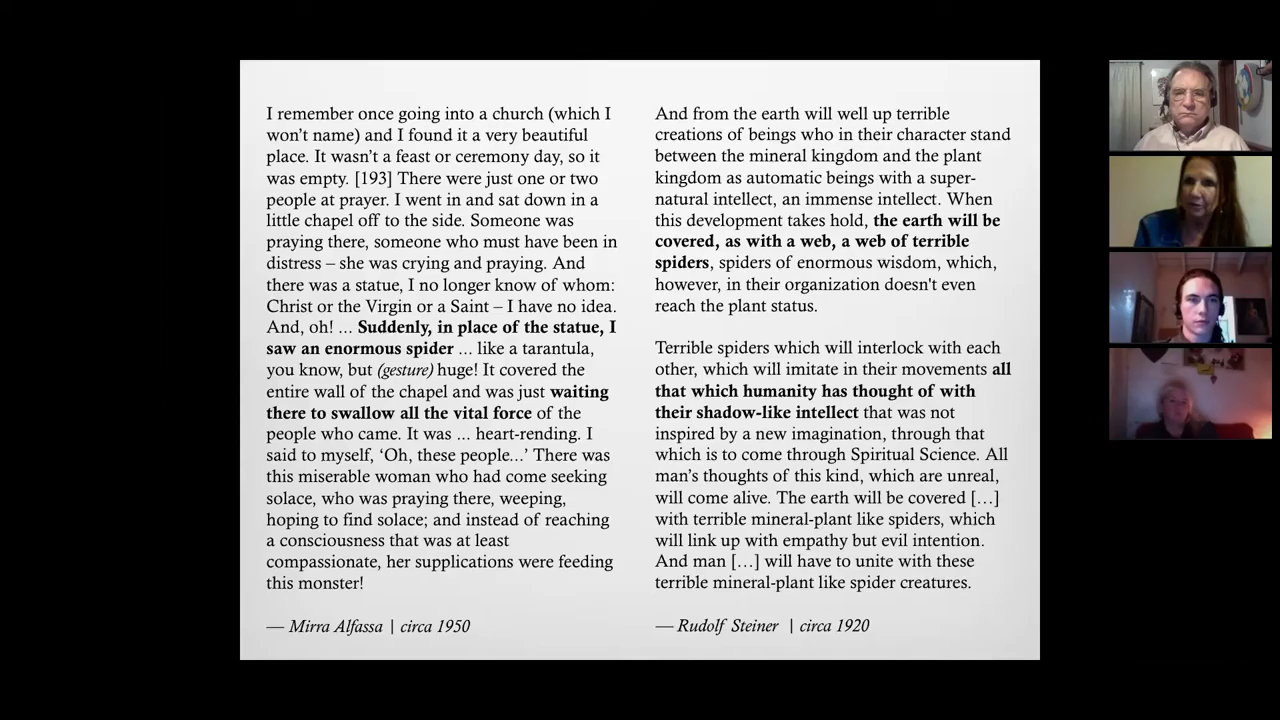 I remember once going into a church (which I
won't name) and I found it a very beautiful
place. It wasn't a feast or ceremony day, so it
was empty. [193] There were just one or two
people at prayer. I went in and sat down in a
little chapel off to the side. Someone was
praying there, someone who must have been in
distress – she was crying and praying. And
there was a statue, I no longer know of whom:
Christ or the Virgin or a Saint – I have no idea.
And, oh! ... Suddenly, in place of the statue, I
saw an enormous spider ... like a tarantula,
you know, but (gesture) huge! It covered the
entire wall of the chapel and was just waiting
there to swallow all the vital force of the
people who came. It was ... heart-rending. I
said to myself, ‘Oh, these people...’ There was
this miserable woman who had come seeking
solace, who was praying there, weeping,
hoping to find solace; and instead of reaching
a consciousness that was at least
compassionate, her supplications were feeding
this monster!
— Mirra Alfassa | circa 1950
And from the earth will well up terrible
creations of beings who in their character stand
between the mineral kingdom and the plant
kingdom as automatic beings with a super-
natural intellect, an immense intellect. When
this development takes hold, the earth will be
covered, as with a web, a web of terrible
spiders, spiders of enormous wisdom, which,
however, in their organization doesn't even
reach the plant status.
Terrible spiders which will interlock with each
other, which will imitate in their movements all
that which humanity has thought of with
their shadow-like intellect that was not
inspired by a new imagination, through that
which is to come through Spiritual Science. All
man's thoughts of this kind, which are unreal,
will come alive. The earth will be covered [...]
with terrible mineral-plant like spiders, which
will link up with empathy but evil intention.
And man [...] will have to unite with these
terrible mineral-plant like spider creatures.
— Rudolf Steiner | circa 1920